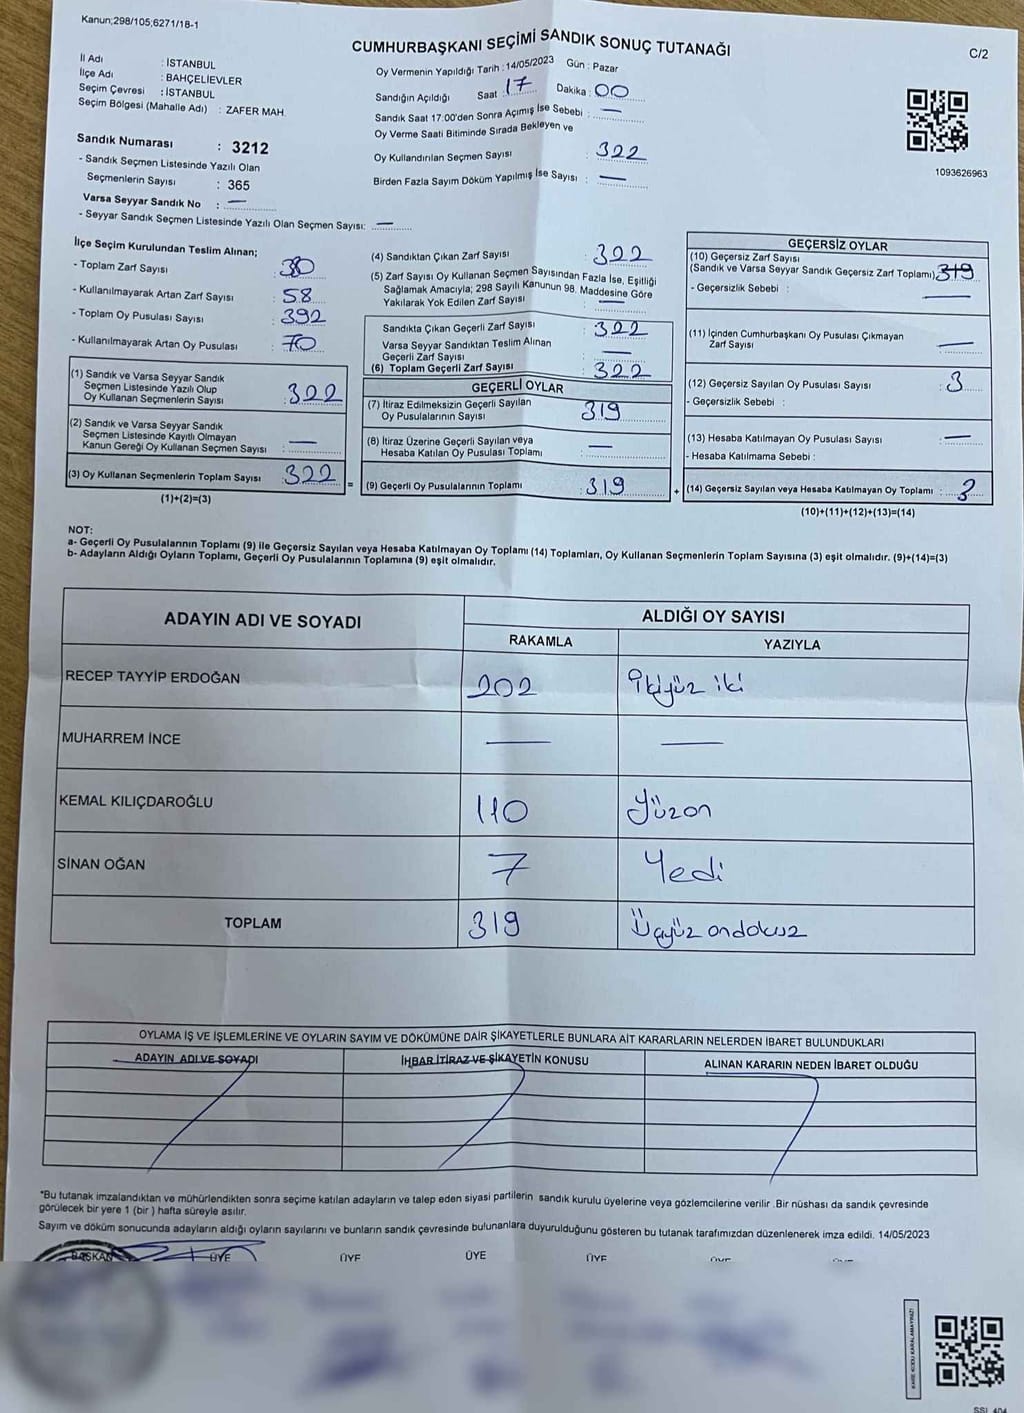 Kanun;298/105;6271/18-1
CUMHURBAŞKANI SEÇİMİ SANDIK SONUÇ TUTANAĞI
C/2
İl Adı : İSTANBUL
İlçe Adı : BAHÇELİEVLER
Seçim Çevresi : İSTANBUL
Seçim Bölgesi (Mahalle Adı) : ZAFER MAH.
Oy Vermenin Yapıldığı Tarih : 14/05/2023 Gün : Pazar
Sandığın Açıldığı Saat : 17 Dakika : 00
Sandık Saat 17:00'den Sonra Açımış İse Sebebi : —
Oy Verme Saati Bitiminde Sırada Bekleyen ve
Oy Kullandırılan Seçmen Sayısı : 322
Birden Fazla Sayım Döküm Yapılmış İse Sayısı : —
1093626963
Sandık Numarası : 3212
- Sandık Seçmen Listesinde Yazılı Olan
Seçmenlerin Sayısı : 365
Varsa Seyyar Sandık No : —
- Seyyar Sandık Seçmen Listesinde Yazılı Olan Seçmen Sayısı: —
İlçe Seçim Kurulundan Teslim Alınan;
- Toplam Zarf Sayısı :
- Kullanılmayarak Artan Zarf Sayısı : 58
- Toplam Oy Pusulası Sayısı : 392
- Kullanılmayarak Artan Oy Pusulası : 70
(1) Sandık ve Varsa Seyyar Sandık
Seçmen Listesinde Yazılı Olup
Oy Kullanan Seçmenlerin Sayısı : 322
(2) Sandık ve Varsa Seyyar Sandık
Seçmen Listesinde Kayıtlı Olmayan
Kanun Gereği Oy Kullanan Seçmen Sayısı : —
(3) Oy Kullanan Seçmenlerin Toplam Sayısı : 322
(1)+(2)=(3)
=
(4) Sandıktan Çıkan Zarf Sayısı : 322
(5) Zarf Sayısı Oy Kullanan Seçmen Sayısından Fazla İse, Eşitliği
Sağlamak Amacıyla; 298 Sayılı Kanunun 98. Maddesine Göre
Yakılarak Yok Edilen Zarf Sayısı : —
Sandıkta Çıkan Geçerli Zarf Sayısı : 322
Varsa Seyyar Sandıktan Teslim Alınan
Geçerli Zarf Sayısı : —
(6) Toplam Geçerli Zarf Sayısı : 322
GEÇERLİ OYLAR
(7) İtiraz Edilmeksizin Geçerli Sayılan
Oy Pusulalarının Sayısı : 319
(8) İtiraz Üzerine Geçerli Sayılan veya
Hesaba Katılan Oy Pusulası Toplamı : —
(9) Geçerli Oy Pusulalarının Toplamı : 319
+
GEÇERSİZ OYLAR
(10) Geçersiz Zarf Sayısı
(Sandık ve Varsa Seyyar Sandık Geçersiz Zarf Toplamı) : 319
- Geçersizlik Sebebi : —
(11) İçinden Cumhurbaşkanı Oy Pusulası Çıkmayan
Zarf Sayısı : —
(12) Geçersiz Sayılan Oy Pusulası Sayısı : 3
- Geçersizlik Sebebi :
(13) Hesaba Katılmayan Oy Pusulası Sayısı : —
- Hesaba Katılmama Sebebi :
(14) Geçersiz Sayılan veya Hesaba Katılmayan Oy Toplamı : 3
(10)+(11)+(12)+(13)=(14)
NOT:
a- Geçerli Oy Pusulalarının Toplamı (9) ile Geçersiz Sayılan veya Hesaba Katılmayan Oy Toplamı (14) Toplamları, Oy Kullanan Seçmenlerin Toplam Sayısına (3) eşit olmalıdır. (9)+(14)=(3)
b- Adayların Aldığı Oyların Toplamı, Geçerli Oy Pusulalarının Toplamına (9) eşit olmalıdır.
ADAYIN ADI VE SOYADI ALDIĞI OY SAYISI
RAKAMLA YAZIYLA
RECEP TAYYİP ERDOĞAN 202 İkiyüz iki
MUHARREM İNCE — —
KEMAL KILIÇDAROĞLU 110 Yüzon
SİNAN OĞAN 7 Yedi
TOPLAM 319 Üçyüz ondokuz
OYLAMA İŞ VE İŞLEMLERİNE VE OYLARIN SAYIM VE DÖKÜMÜNE DAİR ŞİKAYETLERLE BUNLARA AİT KARARLARIN NELERDEN İBARET BULUNDUKLARI
ADAYIN ADI VE SOYADI İHBAR İTİRAZ VE ŞİKAYETİN KONUSU ALINAN KARARIN NEDEN İBARET OLDUĞU
*Bu tutanak imzalandıktan ve mühürlendikten sonra seçime katılan adayların ve talep eden siyasi partilerin sandık kurulu üyelerine veya gözlemcilerine verilir .Bir nüshası da sandık çevresinde
görülecek bir yere 1 (bir ) hafta süreyle asılır.
Sayım ve döküm sonucunda adayların aldığı oyların sayılarını ve bunların sandık çevresinde bulunanlara duyurulduğunu gösteren bu tutanak tarafımızdan düzenlenerek imza edildi. 14/05/2023
BAŞKAN ÜYE ÜYE ÜYE ÜYE ÜYE ÜYE
KARE KODU KARALAMAYINIZ!